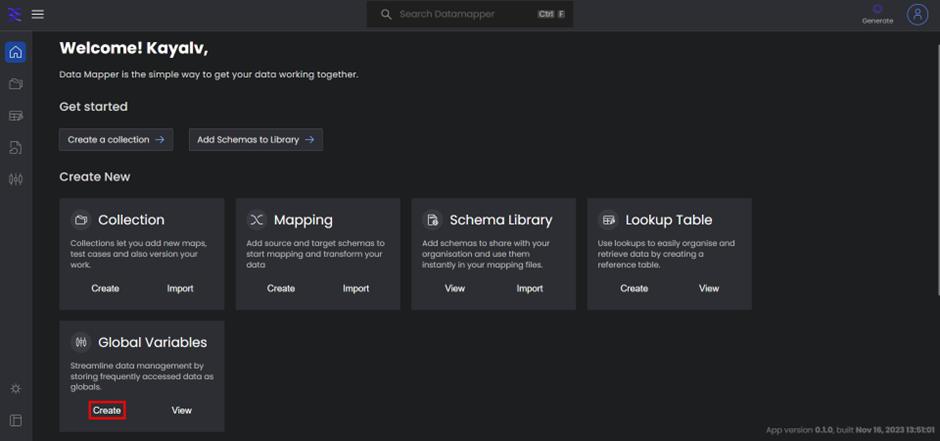 Search Datamapper Ctrl F
Generate
Welcome! Kayalv,
Data Mapper is the simple way to get your data working together.
Get started
Create a collection → Add Schemas to Library →
Create New
Collection
Collections let you add new maps,
test cases and also version your
work.
Create Import
Mapping
Add source and target schemas to
start mapping and transform your
data
Create Import
Schema Library
Add schemas to share with your
organisation and use them
instantly in your mapping files.
View Import
Lookup Table
Use lookups to easily organise and
retrieve data by creating a
reference table.
Create View
Global Variables
Streamline data management by
storing frequently accessed data as
globals.
Create View
App version 0.1.0, built Nov 16, 2023 13:51:01